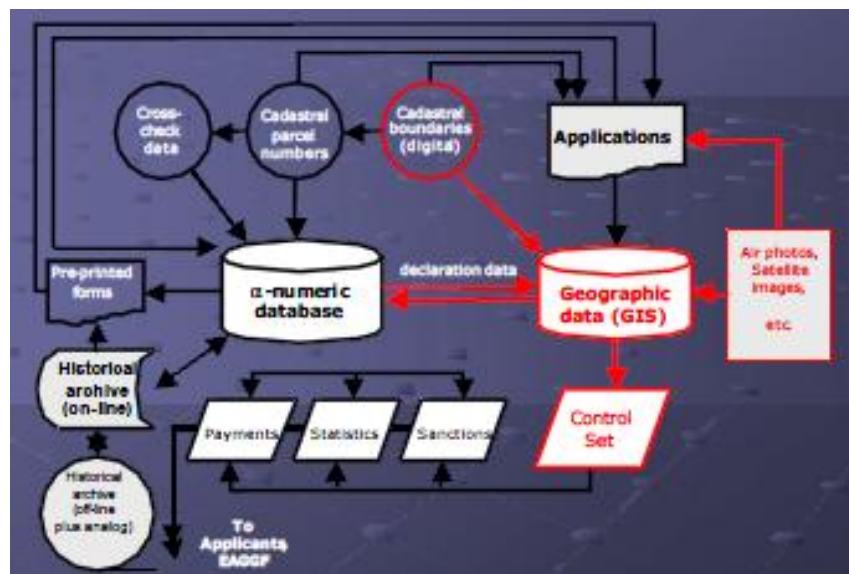 Cross-
check
data
Cadastral
parcel
numbers
Cadastral
boundaries
(digital)
Applications
Pre-printed
forms
α-numeric
database
declaration data
Geographic
data (GIS)
Air photos,
Satellite
images,
etc
Historical
archive
(on-line)
Payments
Statistics
Sanctions
Control
Set
Historical
archive
(off-line
plus analog)
To
Applicants,
EAGGF